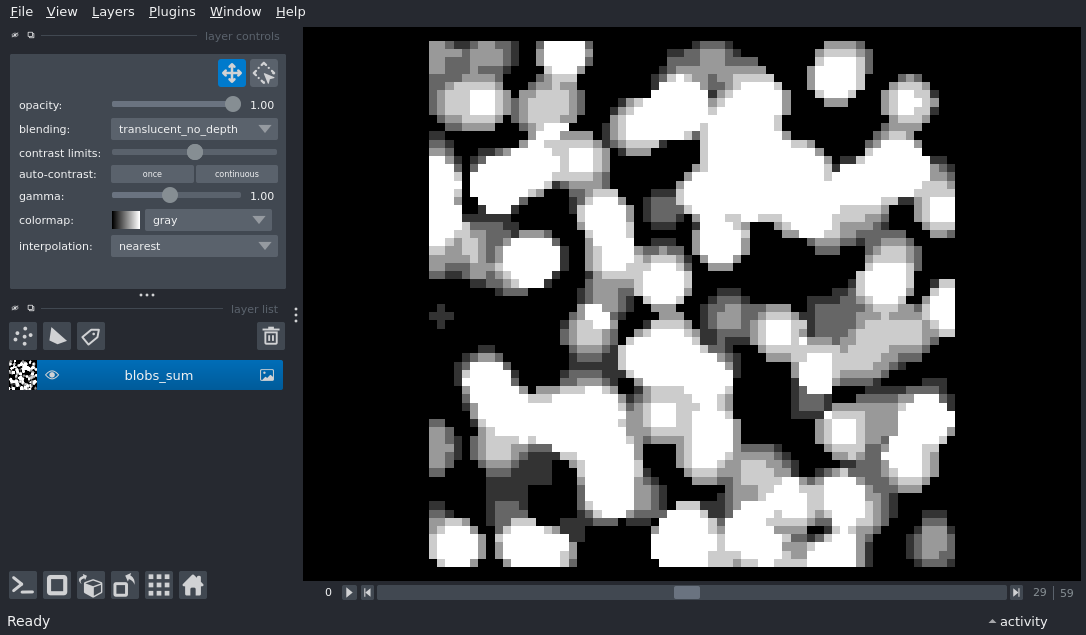 File View Layers Plugins Window Help
layer controls
opacity: 1.00
blending: translucent_no_depth
contrast limits:
auto-contrast: once continuous
gamma: 1.00
colormap: gray
interpolation: nearest
layer list
blobs_sum
0 29 59
Ready activity